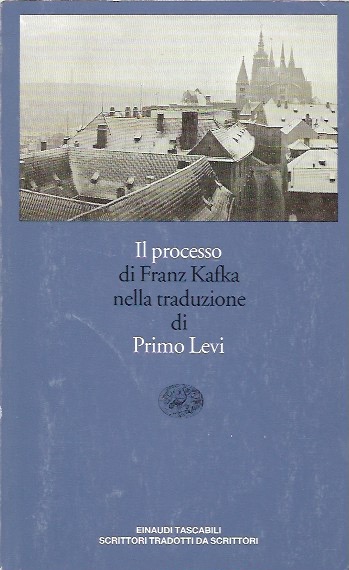 Il processo
di Franz Kafka
nella traduzione
di
Primo Levi
EINAUDI TASCABILI
SCRITTORI TRADOTTI DA SCRITTORI